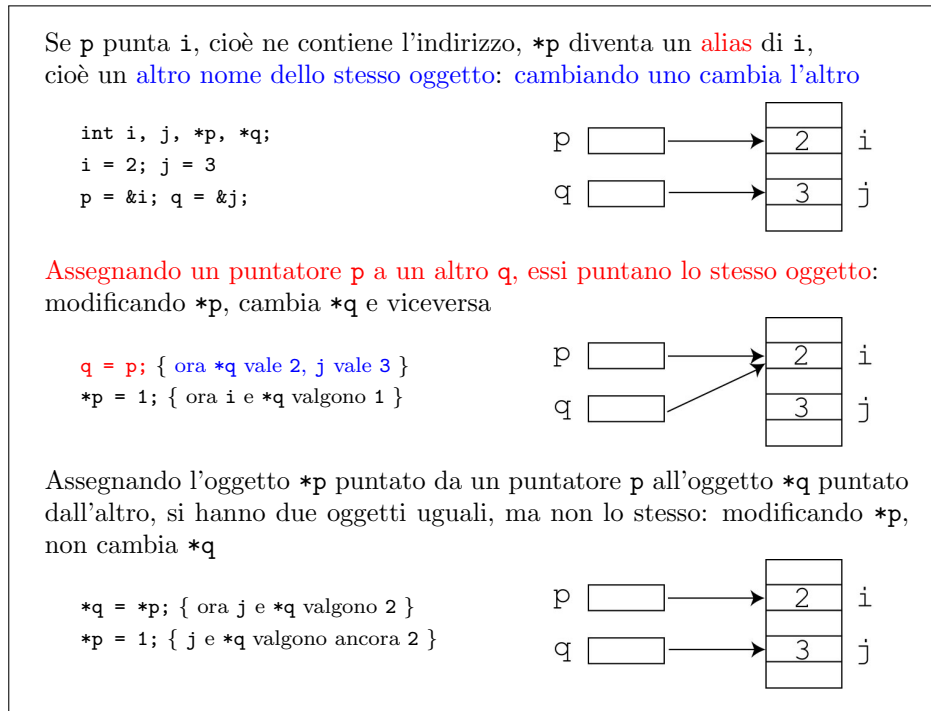 Se p punta i, cioè ne contiene l'indirizzo, *p diventa un alias di i,
cioè un altro nome dello stesso oggetto: cambiando uno cambia l'altro
int i, j, *p, *q;
i = 2; j = 3
p = &i; q = &j;
p 2 i
q 3 j
Assegnando un puntatore p a un altro q, essi puntano lo stesso oggetto:
modificando *p, cambia *q e viceversa
q = p; { ora *q vale 2, j vale 3 }
*p = 1; { ora i e *q valgono 1 }
p 2 i
q 3 j
Assegnando l'oggetto *p puntato da un puntatore p all'oggetto *q puntato
dall'altro, si hanno due oggetti uguali, ma non lo stesso: modificando *p,
non cambia *q
*q = *p; { ora j e *q valgono 2 }
*p = 1; { j e *q valgono ancora 2 }
p 2 i
q 3 j